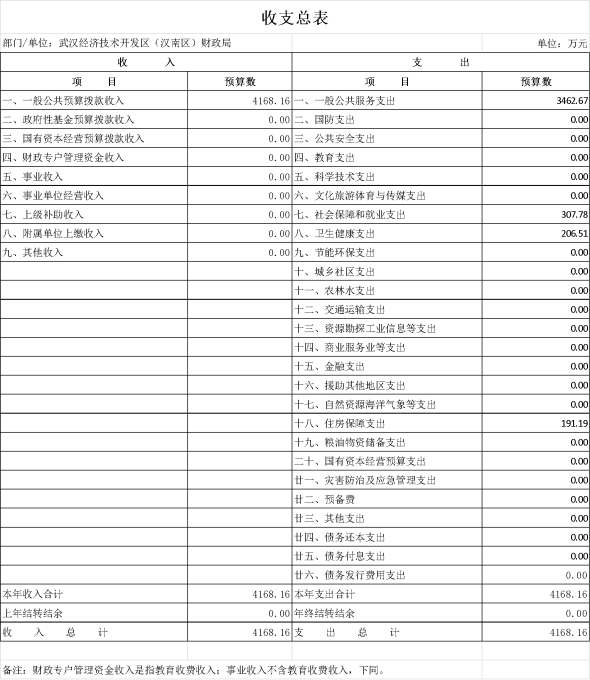 收支总表
部门/单位：武汉经济技术开发区（汉南区）财政局 单位：万元
收 入 支 出
项 目 预算数 项 目 预算数
一、一般公共预算拨款收入 4168.16 一、一般公共服务支出 3462.67
二、政府性基金预算拨款收入 0.00 二、国防支出 0.00
三、国有资本经营预算拨款收入 0.00 三、公共安全支出 0.00
四、财政专户管理资金收入 0.00 四、教育支出 0.00
五、事业收入 0.00 五、科学技术支出 0.00
六、事业单位经营收入 0.00 六、文化旅游体育与传媒支出 0.00
七、上级补助收入 0.00 七、社会保障和就业支出 307.78
八、附属单位上缴收入 0.00 八、卫生健康支出 206.51
九、其他收入 0.00 九、节能环保支出 0.00
十、城乡社区支出 0.00
十一、农林水支出 0.00
十二、交通运输支出 0.00
十三、资源勘探工业信息等支出 0.00
十四、商业服务业等支出 0.00
十五、金融支出 0.00
十六、援助其他地区支出 0.00
十七、自然资源海洋气象等支出 0.00
十八、住房保障支出 191.19
十九、粮油物资储备支出 0.00
二十、国有资本经营预算支出 0.00
廿一、灾害防治及应急管理支出 0.00
廿二、预备费 0.00
廿三、其他支出 0.00
廿四、债务还本支出 0.00
廿五、债务付息支出 0.00
廿六、债务发行费用支出 0.00
本年收入合计 4168.16 本年支出合计 4168.16
上年结转结余 0.00 年终结转结余 0.00
收 入 总 计 4168.16 支 出 总 计 4168.16
备注：财政专户管理资金收入是指教育收费收入；事业收入不含教育收费收入，下同。